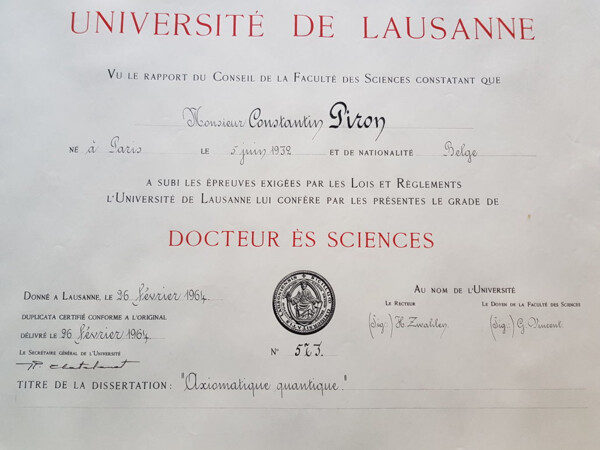 UNIVERSITÉ DE LAUSANNE
VU LE RAPPORT DU CONSEIL DE LA FACULTÉ DES SCIENCES CONSTATANT QUE
Monsieur Constantin Piron
NÉ à Paris LE 5 juin 1932 ET DE NATIONALITÉ Belge
A SUBI LES ÉPREUVES EXIGÉES PAR LES LOIS ET RÈGLEMENTS
L'UNIVERSITÉ DE LAUSANNE LUI CONFÈRE PAR LES PRÉSENTES LE GRADE DE
DOCTEUR ÈS SCIENCES
DONNÉ A LAUSANNE, LE 26 février 1964.
DUPLICATA CERTIFIÉ CONFORME A L'ORIGINAL
DÉLIVRÉ LE 26 février 1964.
LE SECRÉTAIRE GÉNÉRAL DE L'UNIVERSITÉ
N° 523.
AU NOM DE L'UNIVERSITÉ
LE RECTEUR LE DOYEN DE LA FACULTÉ DES SCIENCES
(Sig.:) H. Zwahlen (Sig.:) G. Vincent
TITRE DE LA DISSERTATION: "Axiomatique quantique."